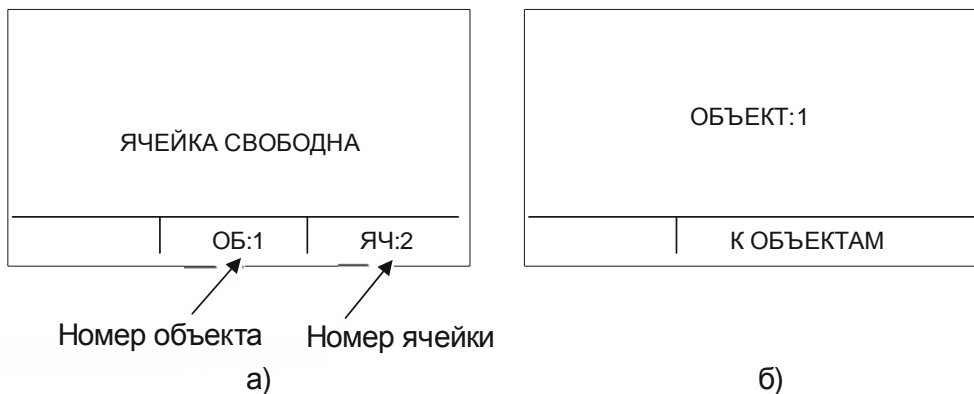 ЯЧЕЙКА СВОБОДНА
ОБ:1
ЯЧ:2
Номер объекта
Номер ячейки
а)
ОБЪЕКТ:1
К ОБЪЕКТАМ
б)